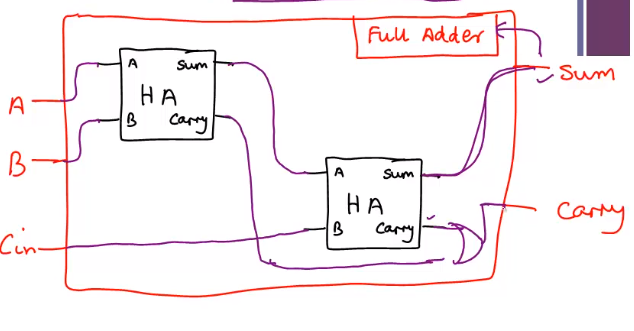 Full Adder
A Sum
HA
B Carry
A
B
Cin
A Sum
HA
B Carry
Sum
Carry